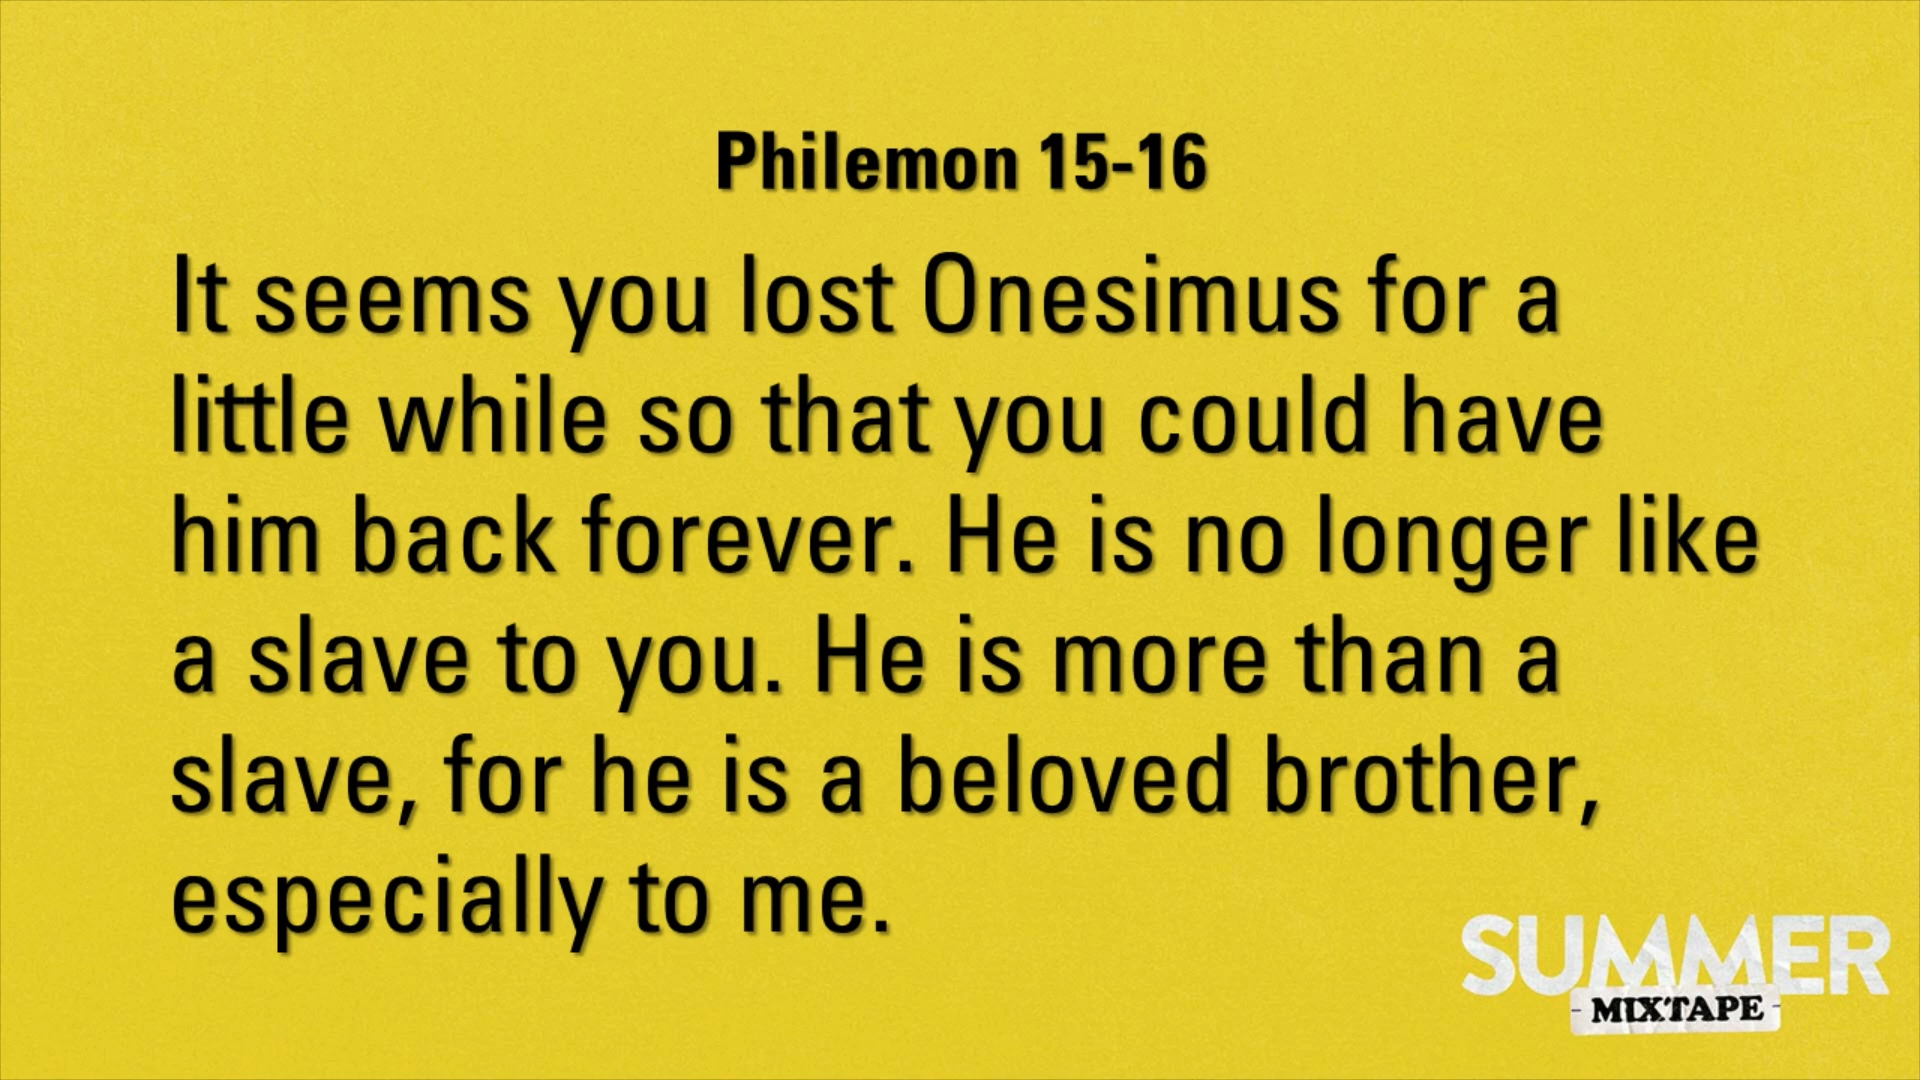 Philemon 15-16
It seems you lost Onesimus for a
little while so that you could have
him back forever. He is no longer like
a slave to you. He is more than a
slave, for he is a beloved brother,
especially to me.
SUMMER
- MIXTAPE -